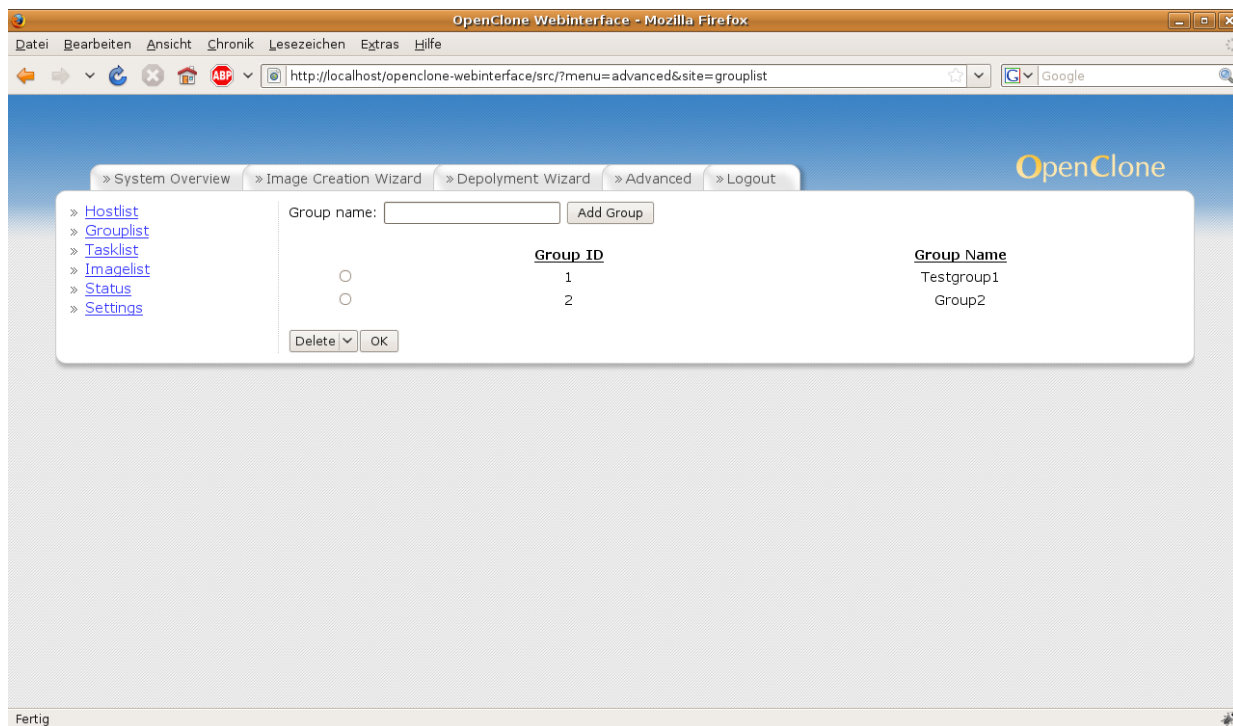 OpenClone Webinterface - Mozilla Firefox
Datei Bearbeiten Ansicht Chronik Lesezeichen Extras Hilfe
ABP http://localhost/openclone-webinterface/src/?menu=advanced&site=grouplist G Google
OpenClone
» System Overview » Image Creation Wizard » Depolyment Wizard » Advanced » Logout
» Hostlist
» Grouplist
» Tasklist
» Imagelist
» Status
» Settings
Group name: Add Group
Group ID Group Name
1 Testgroup1
2 Group2
Delete OK
Fertig